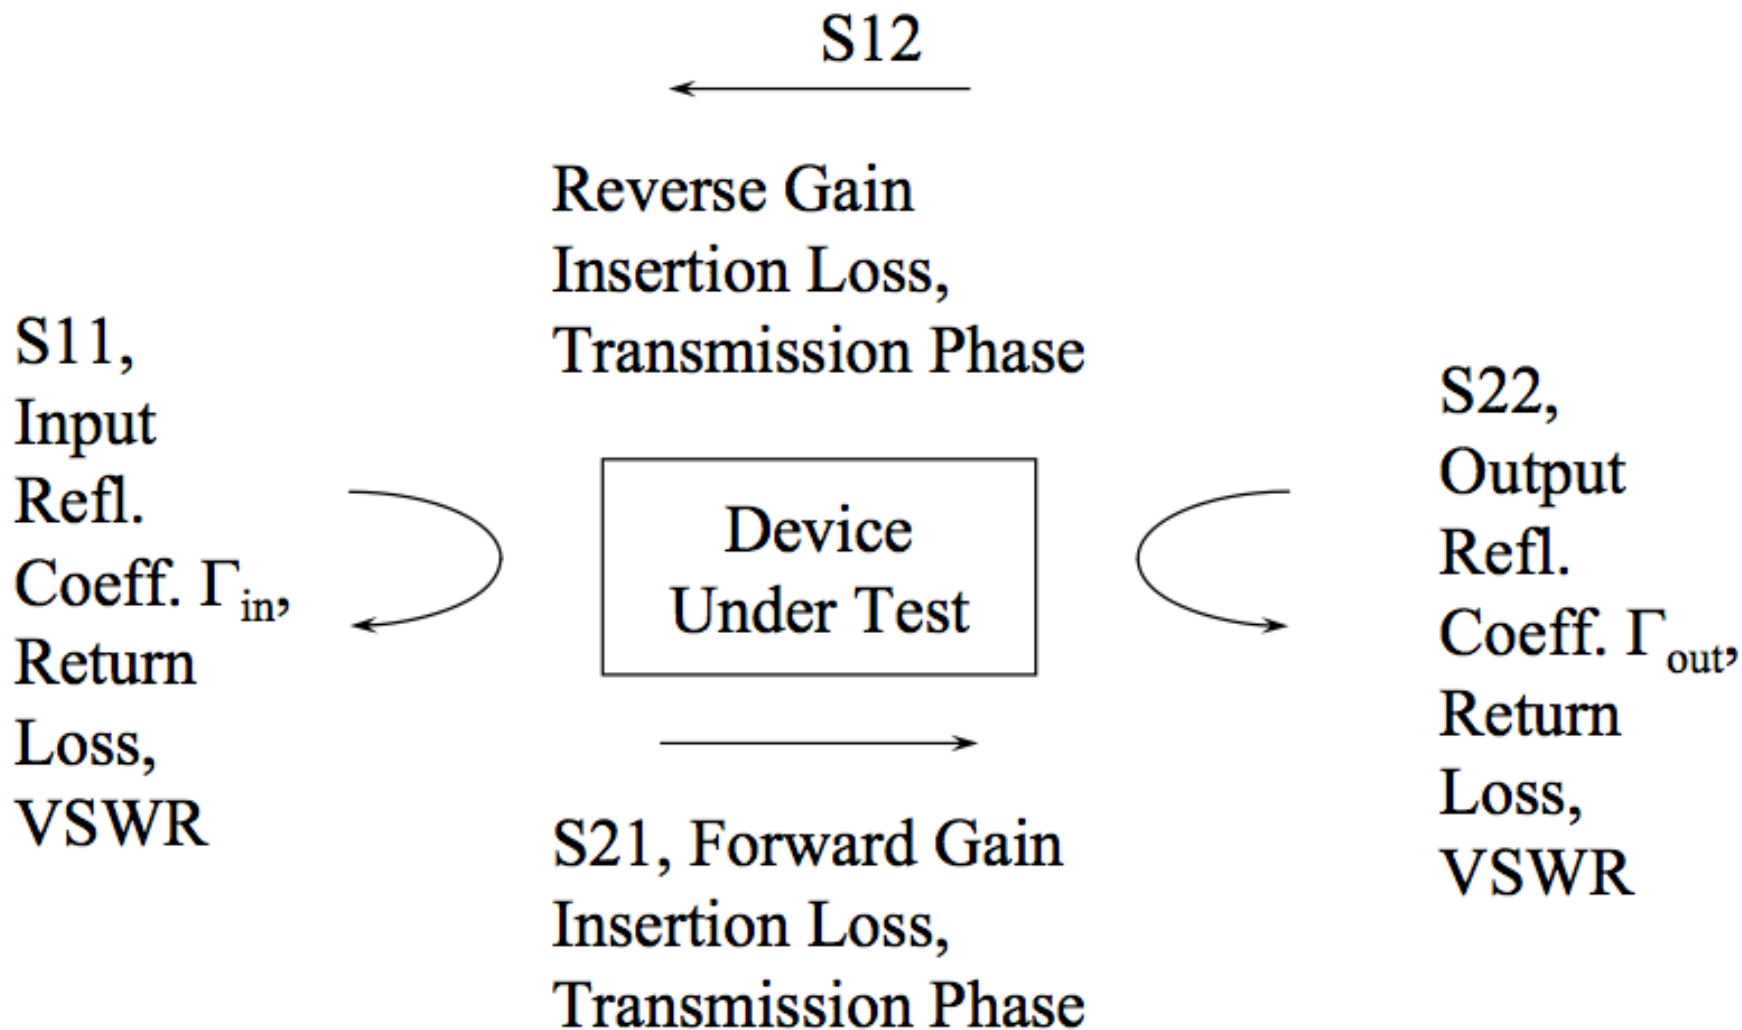 S12
Reverse Gain
Insertion Loss,
Transmission Phase
S11,
Input
Refl.
Coeff. Γin,
Return
Loss,
VSWR
Device
Under Test
S22,
Output
Refl.
Coeff. Γout,
Return
Loss,
VSWR
S21, Forward Gain
Insertion Loss,
Transmission Phase